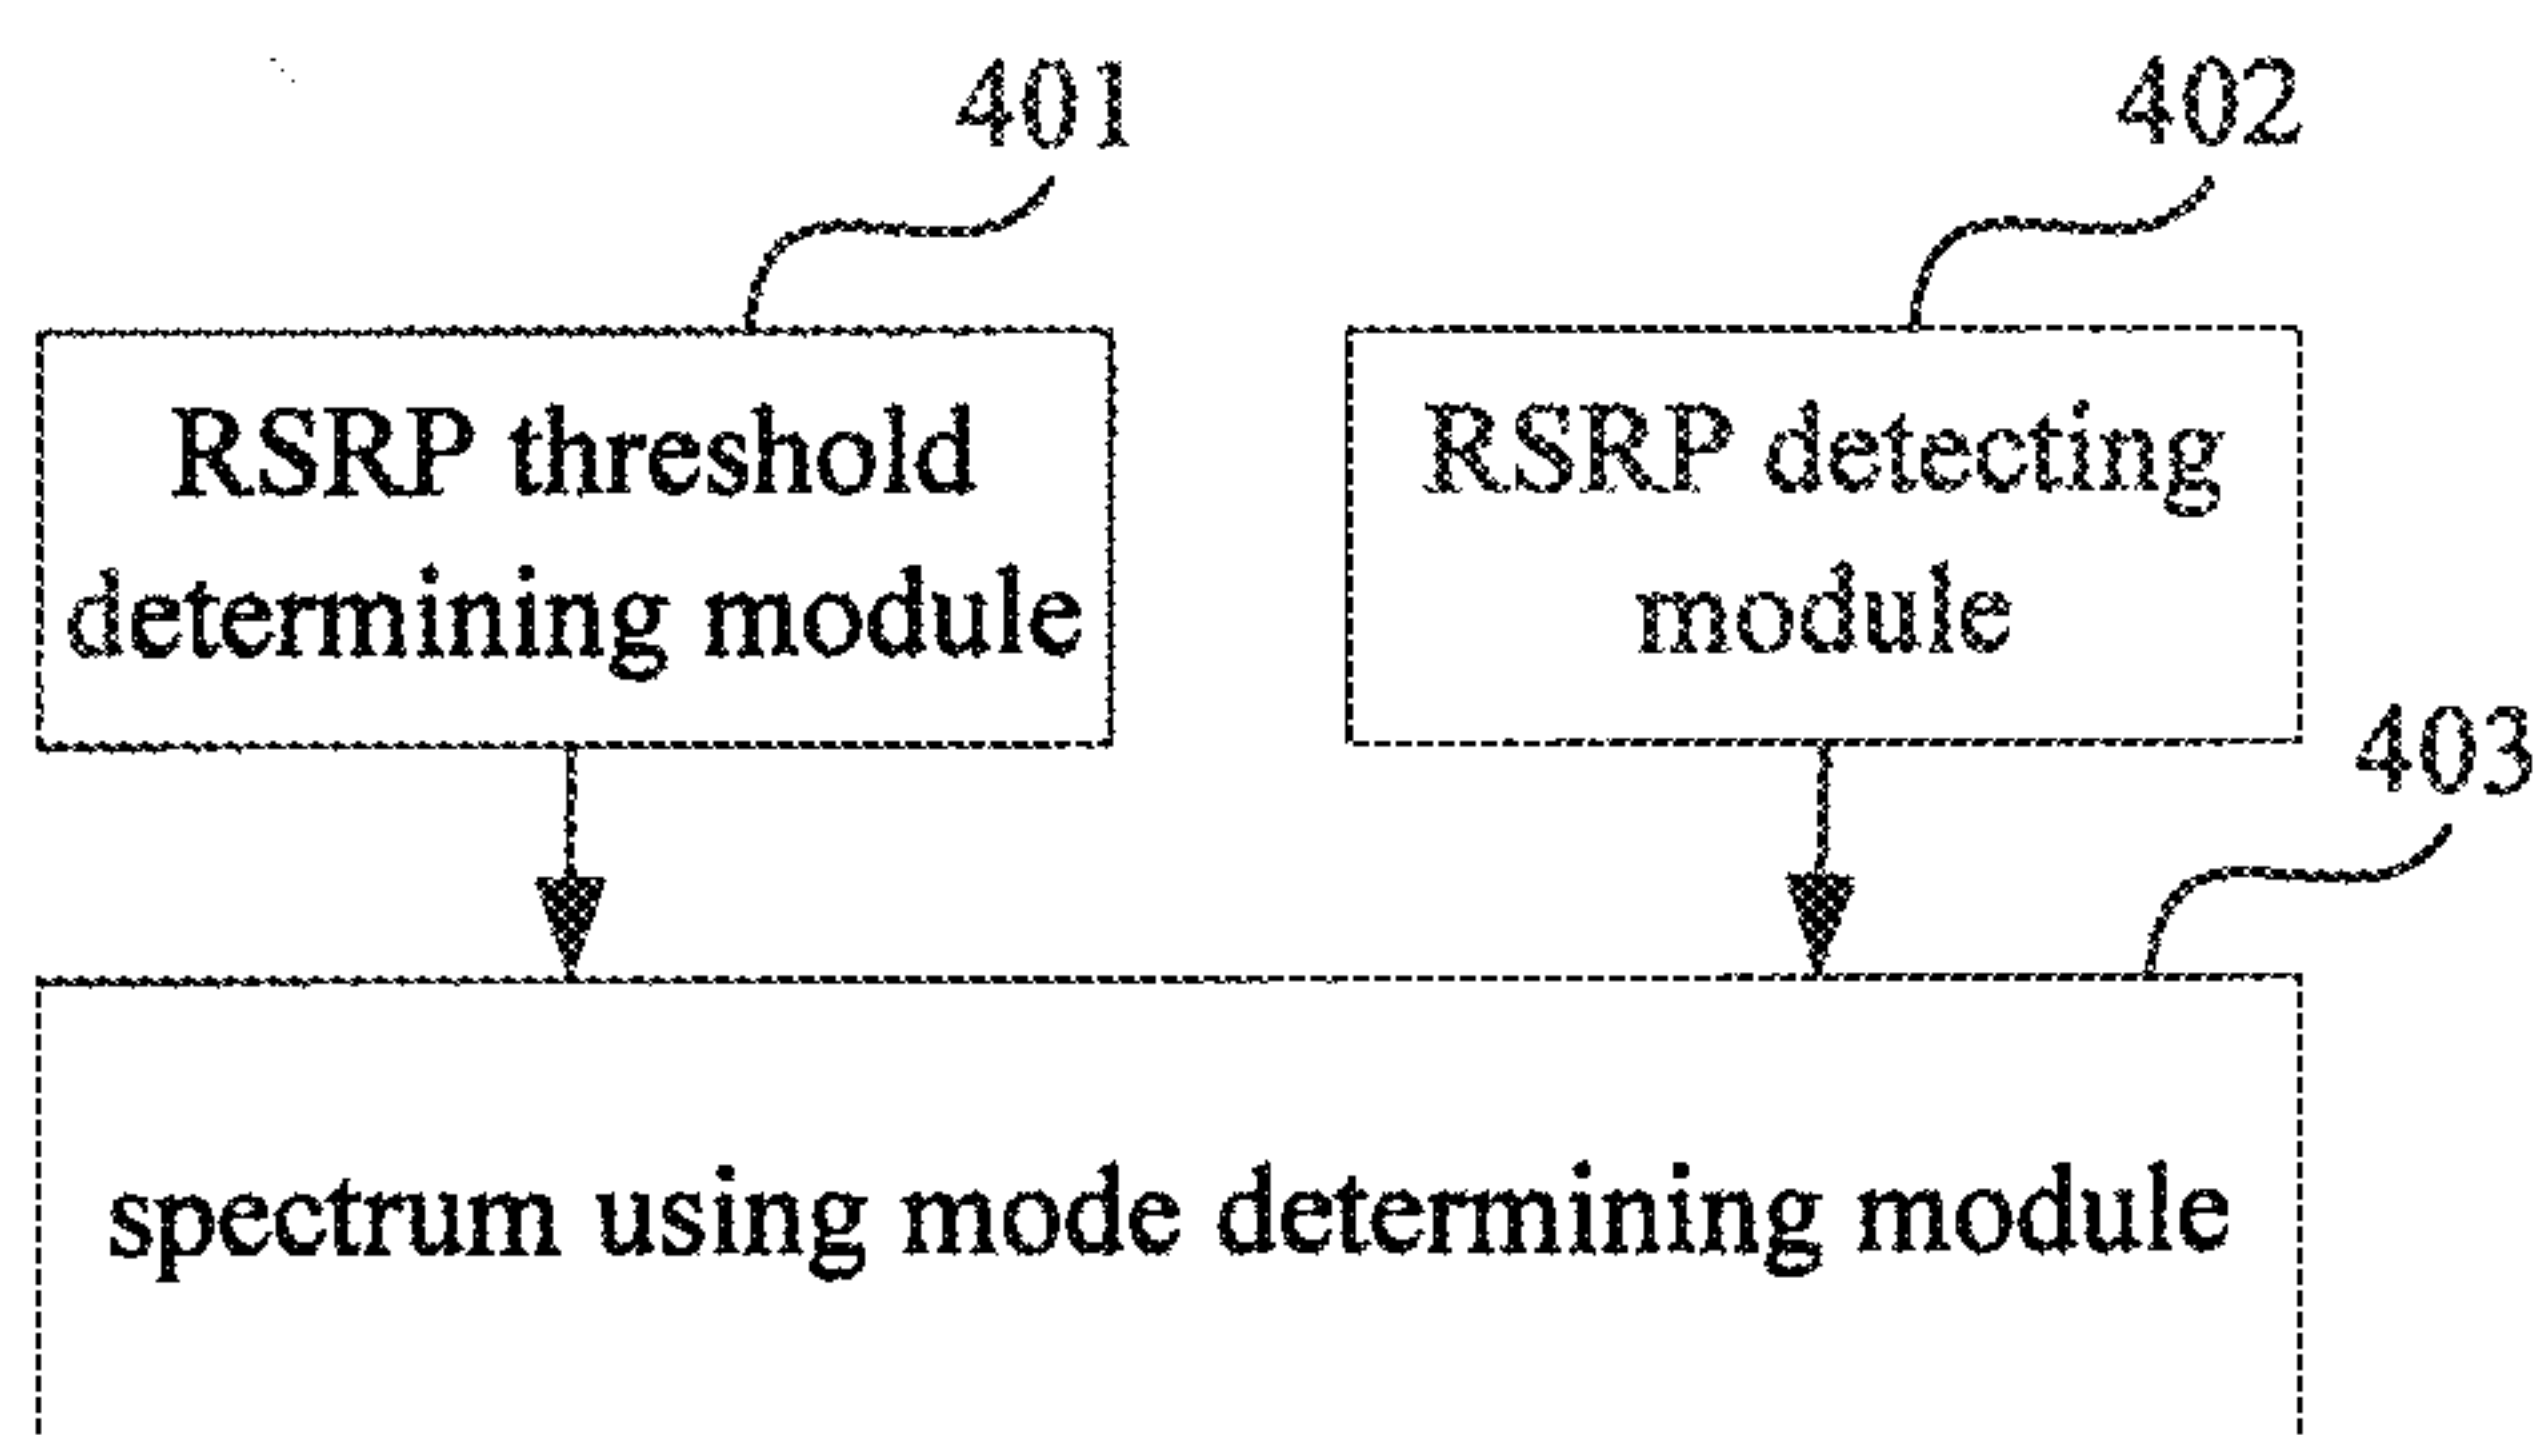 401
402
RSRP threshold
determining module
RSRP detecting
module
403
spectrum using mode determining module